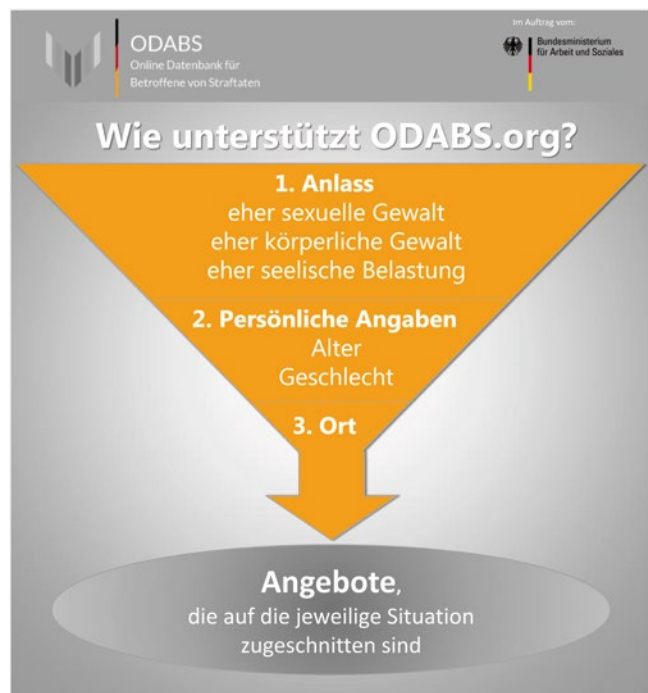 ODABS
Online Datenbank für
Betroffene von Straftaten
Im Auftrag vom:
Bundesministerium
für Arbeit und Soziales
Wie unterstützt ODABS.org?
1. Anlass
eher sexuelle Gewalt
eher körperliche Gewalt
eher seelische Belastung
2. Persönliche Angaben
Alter
Geschlecht
3. Ort
Angebote,
die auf die jeweilige Situation
zugeschnitten sind